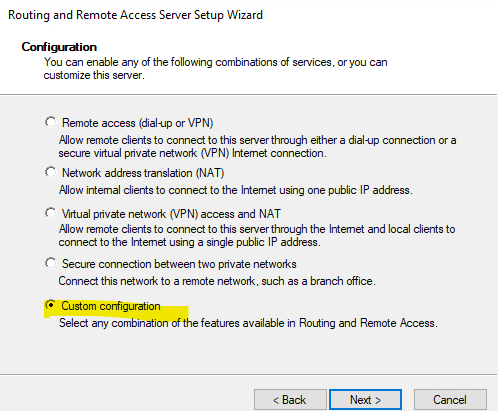 Routing and Remote Access Server Setup Wizard
Configuration
You can enable any of the following combinations of services, or you can
customize this server.
Remote access (dial-up or VPN)
Allow remote clients to connect to this server through either a dial-up connection or a
secure virtual private network (VPN) Internet connection.
Network address translation (NAT)
Allow internal clients to connect to the Internet using one public IP address.
Virtual private network (VPN) access and NAT
Allow remote clients to connect to this server through the Internet and local clients to
connect to the Internet using a single public IP address.
Secure connection between two private networks
Connect this network to a remote network, such as a branch office.
Custom configuration
Select any combination of the features available in Routing and Remote Access.
< Back Next > Cancel